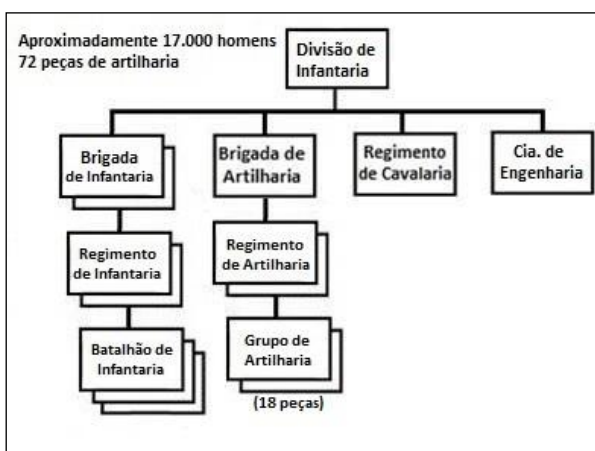 Aproximadamente 17.000 homens
72 peças de artilharia
Divisão de
Infantaria
Brigada
de Infantaria
Brigada de
Artilharia
Regimento
de Cavalaria
Cia. de
Engenharia
Regimento
de Infantaria
Regimento
de Artilharia
Batalhão de
Infantaria
Grupo de
Artilharia
(18 peças)